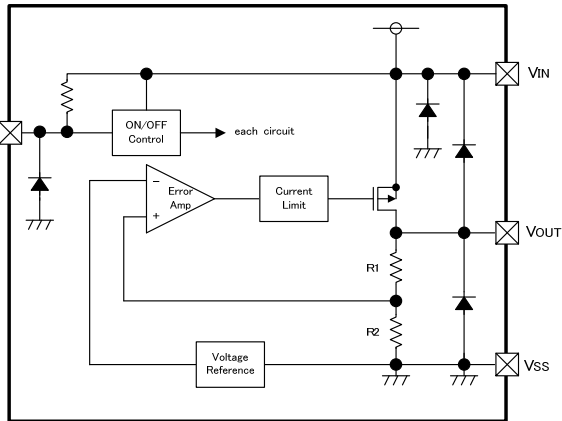 VIN
ON/OFF
Control
each circuit
−
Error
Amp
+
Current
Limit
VOUT
R1
R2
Voltage
Reference
VSS